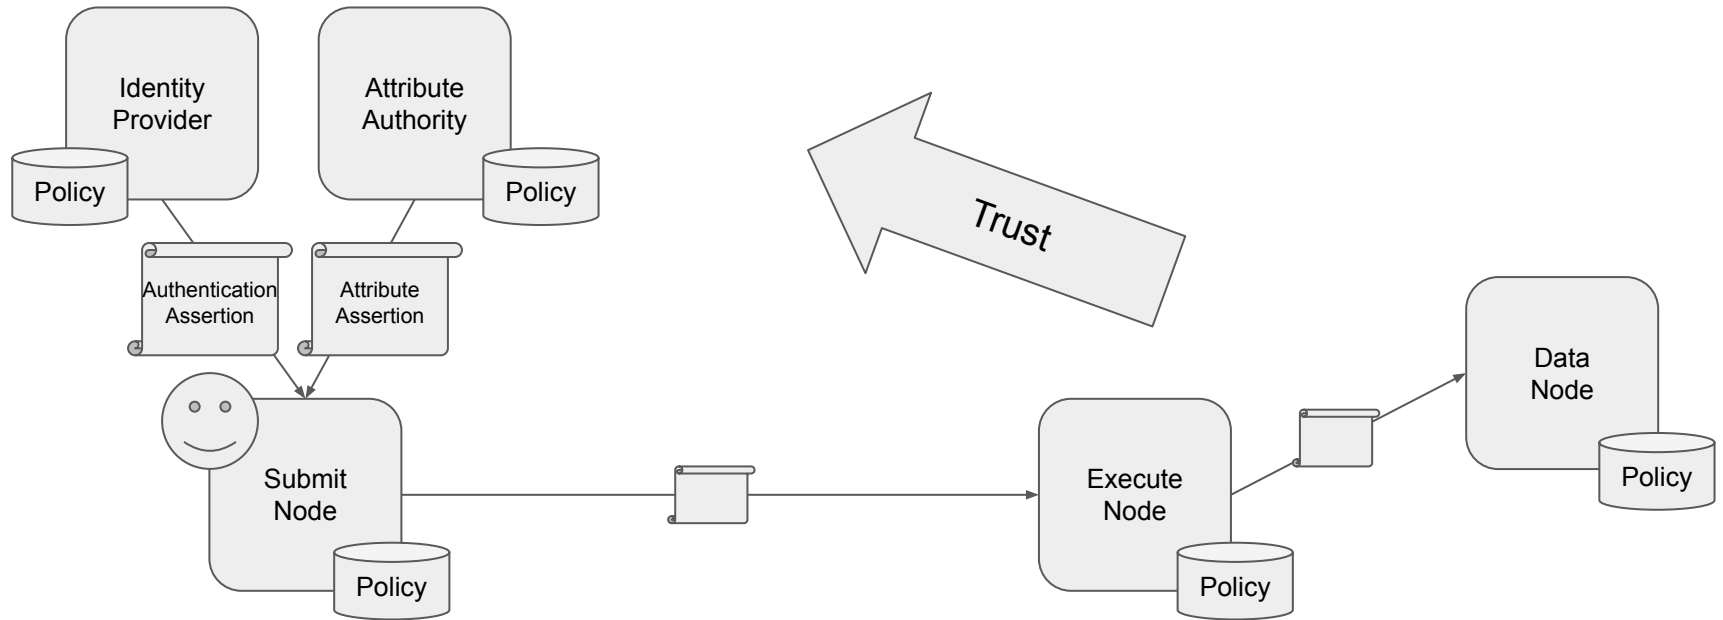 Identity
Provider
Policy
Attribute
Authority
Policy
Authentication
Assertion
Attribute
Assertion
Trust
Submit
Node
Policy
Execute
Node
Policy
Data
Node
Policy